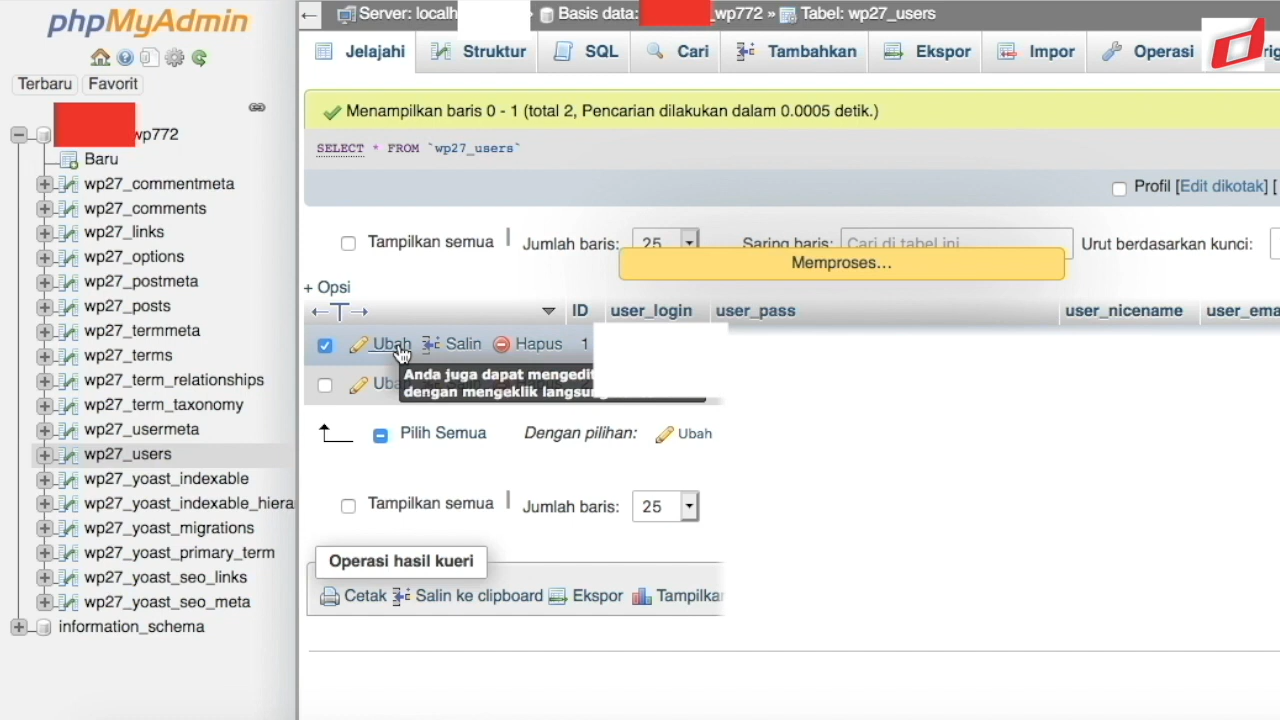 phpMyAdmin
Terbaru Favorit
wp772
Baru
wp27_commentmeta
wp27_comments
wp27_links
wp27_options
wp27_postmeta
wp27_posts
wp27_termmeta
wp27_terms
wp27_term_relationships
wp27_term_taxonomy
wp27_usermeta
wp27_users
wp27_yoast_indexable
wp27_yoast_indexable_hiera
wp27_yoast_migrations
wp27_yoast_primary_term
wp27_yoast_seo_links
wp27_yoast_seo_meta
information_schema
Server: localh » Basis data: _wp772 » Tabel: wp27_users
Jelajahi Struktur SQL Cari Tambahkan Ekspor Impor Operasi
Menampilkan baris 0 - 1 (total 2, Pencarian dilakukan dalam 0.0005 detik.)
SELECT * FROM `wp27_users`
Profil [Edit dikotak] [
Tampilkan semua | Jumlah baris: 25 Saring baris: Cari di tabel ini Urut berdasarkan kunci:
Memproses…
+ Opsi
←T→ ID user_login user_pass user_nicename user_ema
Ubah Salin Hapus 1
Anda juga dapat mengedit
dengan mengeklik langsung
Pilih Semua Dengan pilihan: Ubah
Tampilkan semua | Jumlah baris: 25
Operasi hasil kueri
Cetak Salin ke clipboard Ekspor Tampilka